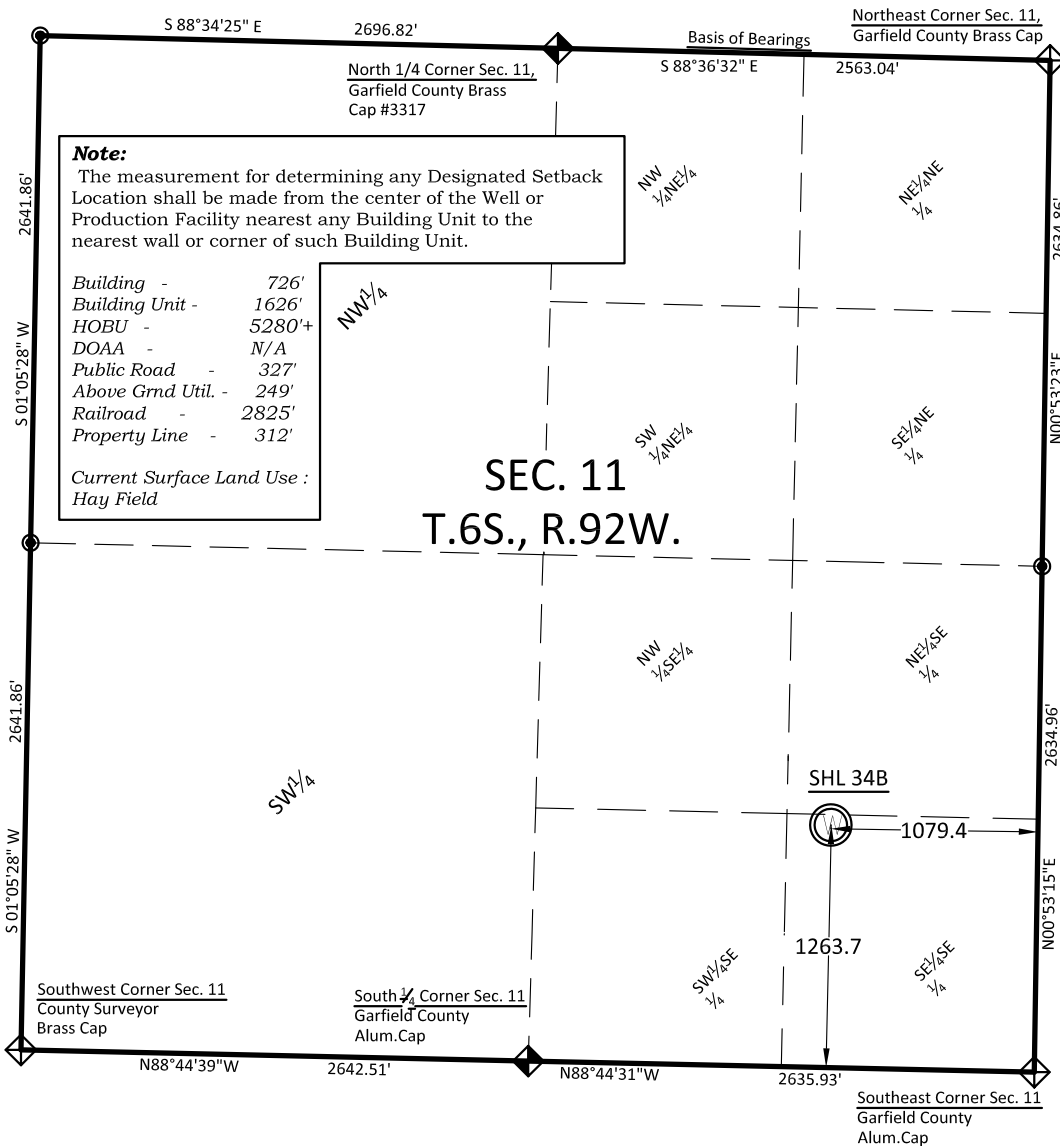 S 88°34'25" E
2696.82'
Northeast Corner Sec. 11,
Garfield County Brass Cap
Basis of Bearings
S 88°36'32" E
2563.04'
North 1/4 Corner Sec. 11,
Garfield County Brass
Cap #3317
Note:
The measurement for determining any Designated Setback
Location shall be made from the center of the Well or
Production Facility nearest any Building Unit to the
nearest wall or corner of such Building Unit.
Building - 726'
Building Unit - 1626'
HOBU - 5280'+
DOAA - N/A
Public Road - 327'
Above Grnd Util. - 249'
Railroad - 2825'
Property Line - 312'
Current Surface Land Use :
Hay Field
2641.86'
S 01°05'28" W
NW¼
NW
¼NE¼
NE¼NE
¼
2634.86'
N00°53'23"E
SW
¼NE¼
SE¼NE
¼
SEC. 11
T.6S., R.92W.
2641.86'
S 01°05'28" W
SW¼
NW
¼SE¼
NE¼SE
¼
2634.96'
N00°53'15"E
SHL 34B
W
1079.4
1263.7
SW¼SE
¼
SE¼SE
¼
Southwest Corner Sec. 11
County Surveyor
Brass Cap
South ¼ Corner Sec. 11
Garfield County
Alum.Cap
N88°44'39"W
2642.51'
N88°44'31"W
2635.93'
Southeast Corner Sec. 11
Garfield County
Alum.Cap